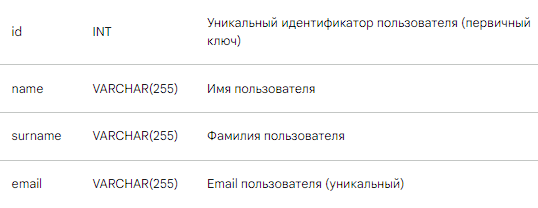 id INT Уникальный идентификатор пользователя (первичный
ключ)
name VARCHAR(255) Имя пользователя
surname VARCHAR(255) Фамилия пользователя
email VARCHAR(255) Email пользователя (уникальный)